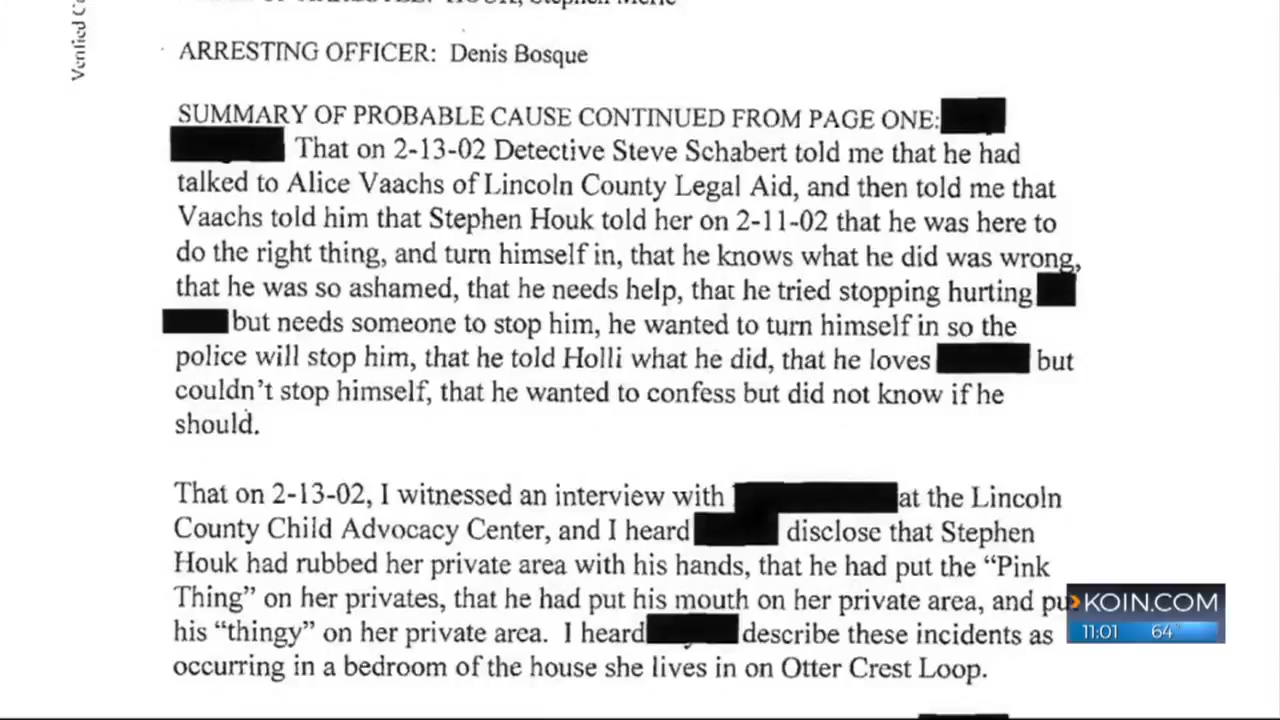 Stephen
Verified
ARRESTING OFFICER: Denis Bosque
SUMMARY OF PROBABLE CAUSE CONTINUED FROM PAGE ONE:
That on 2-13-02 Detective Steve Schabert told me that he had
talked to Alice Vaachs of Lincoln County Legal Aid, and then told me that
Vaachs told him that Stephen Houk told her on 2-11-02 that he was here to
do the right thing, and turn himself in, that he knows what he did was wrong,
that he was so ashamed, that he needs help, that he tried stopping hurting
but needs someone to stop him, he wanted to turn himself in so the
police will stop him, that he told Holli what he did, that he loves but
couldn't stop himself, that he wanted to confess but did not know if he
should.
That on 2-13-02, I witnessed an interview with at the Lincoln
County Child Advocacy Center, and I heard disclose that Stephen
Houk had rubbed her private area with his hands, that he had put the “Pink
Thing” on her privates, that he had put his mouth on her private area, and pu
his “thingy” on her private area. I heard describe these incidents as
occurring in a bedroom of the house she lives in on Otter Crest Loop.
KOIN.COM
11:01 64°